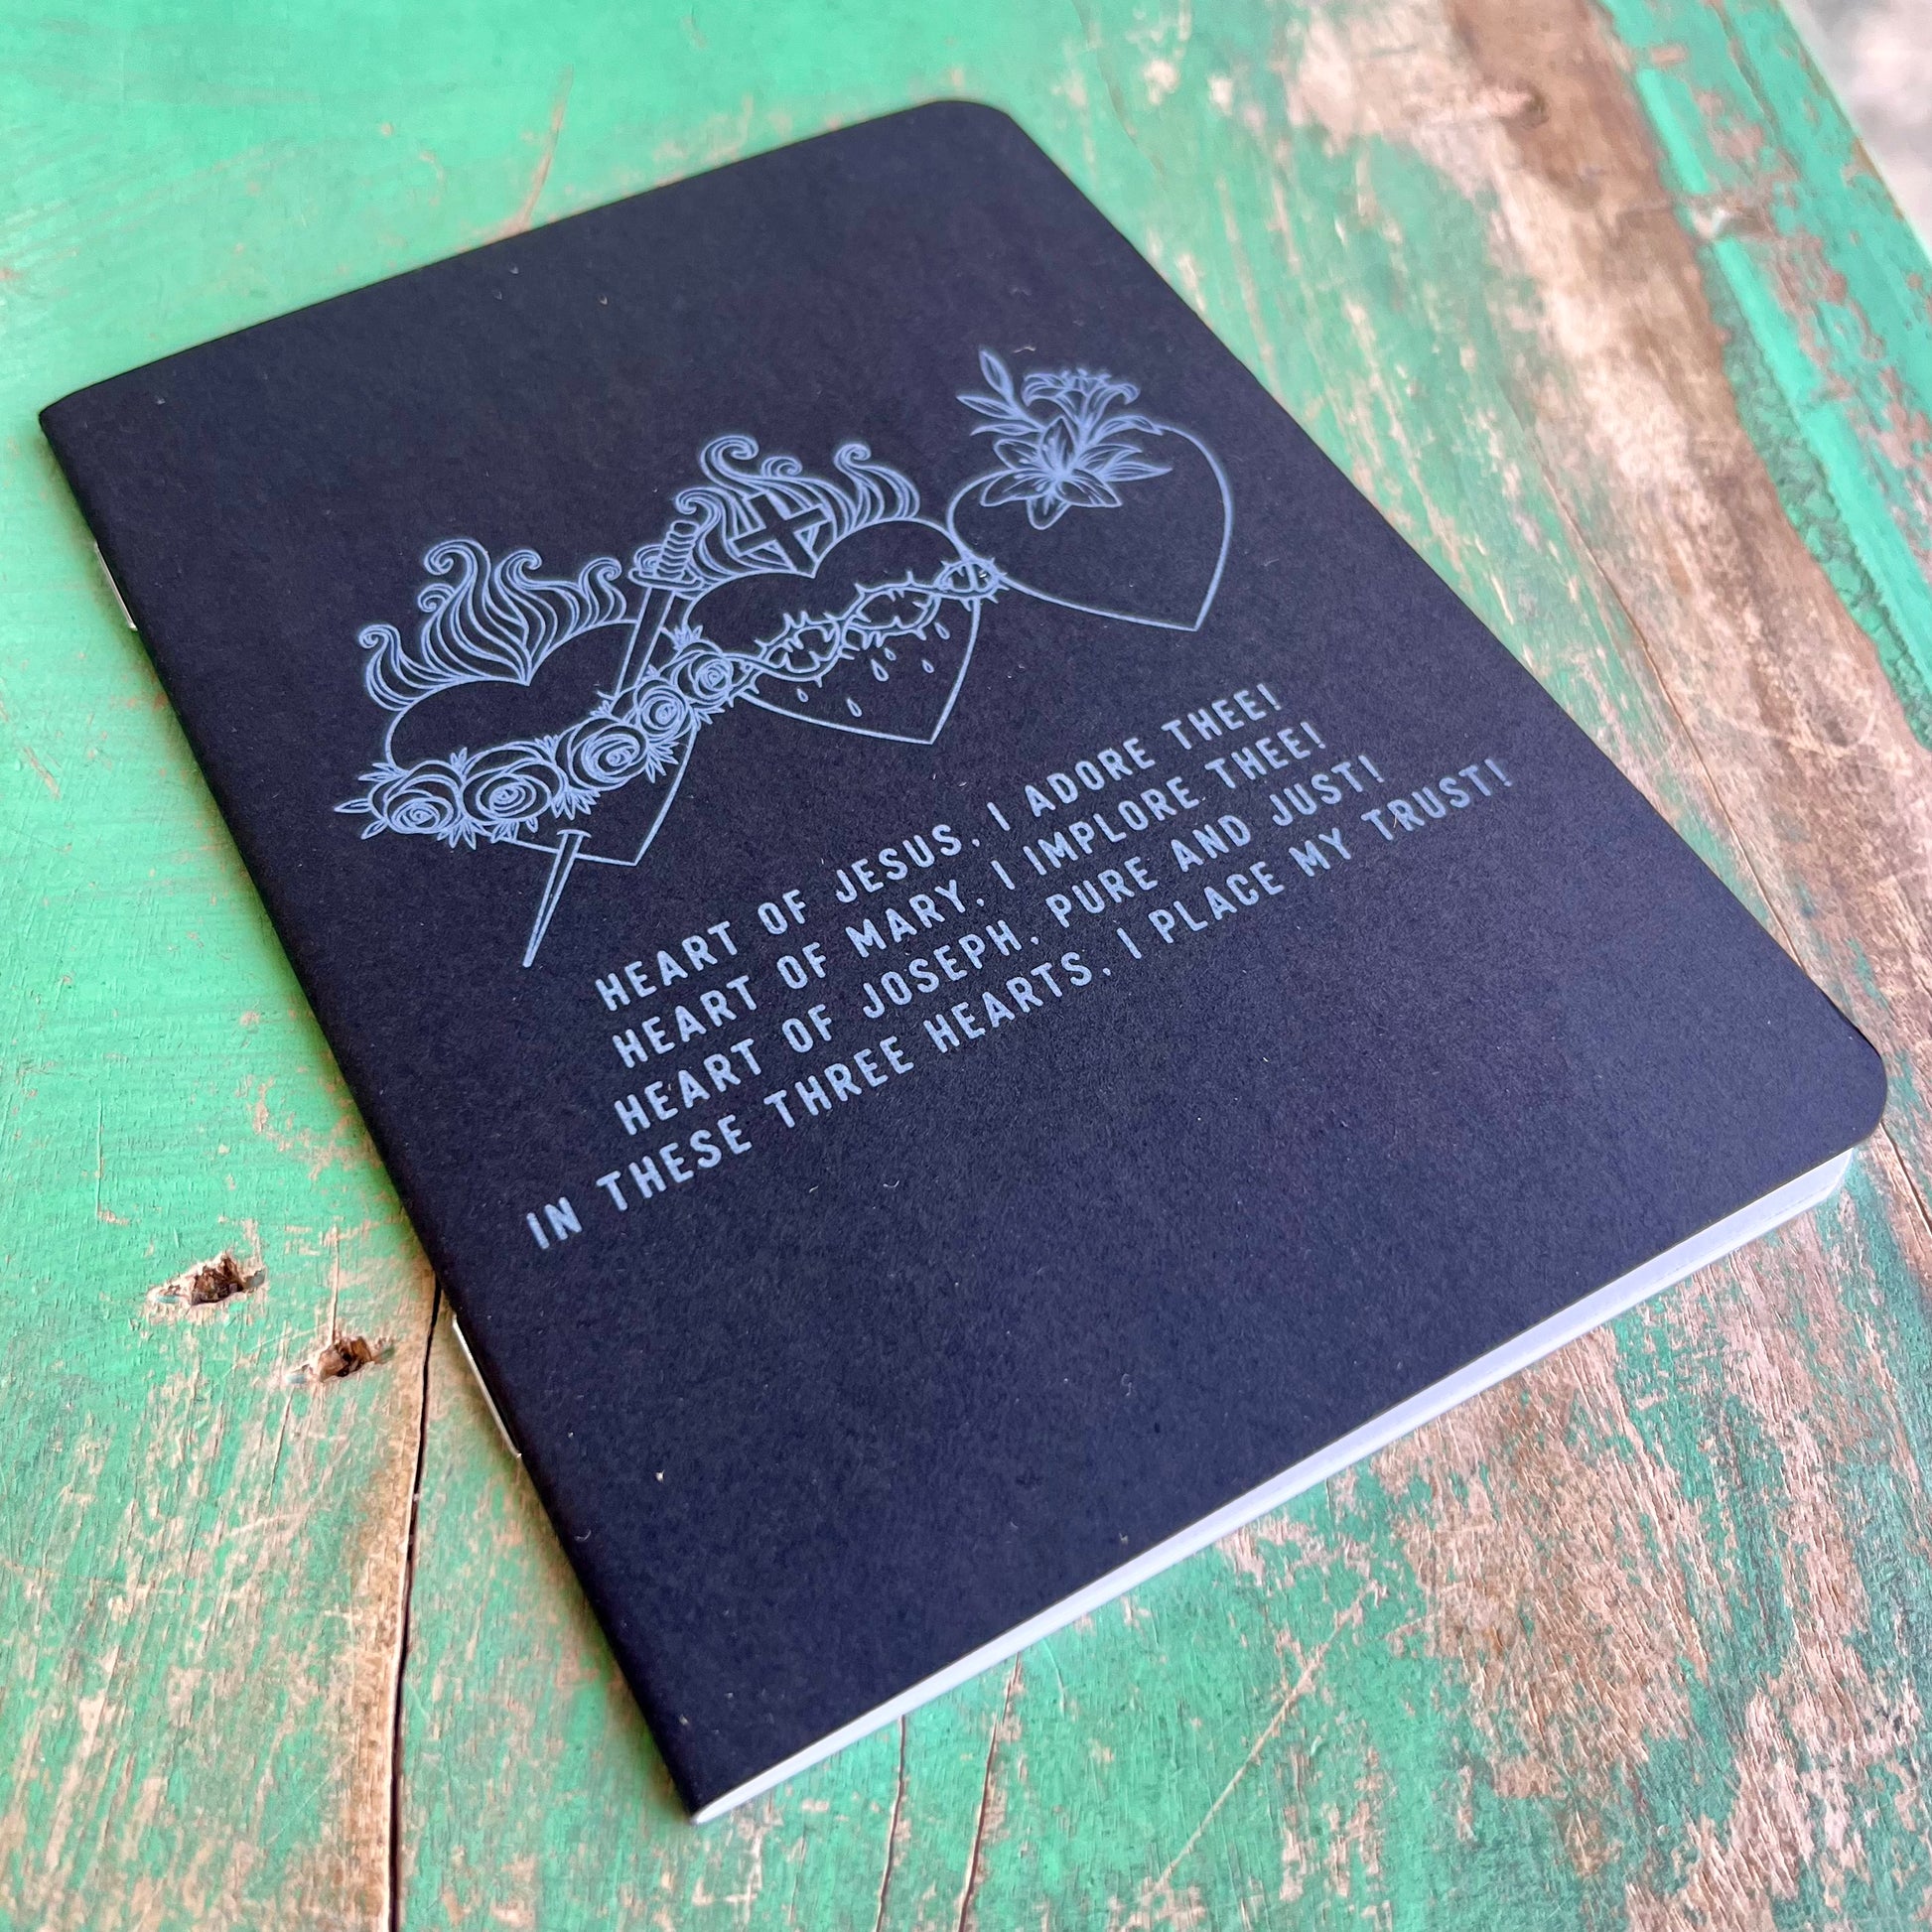 HEART OF JESUS, I ADORE THEE!
HEART OF MARY, I IMPLORE THEE!
HEART OF JOSEPH, PURE AND JUST!
IN THESE THREE HEARTS, I PLACE MY TRUST!